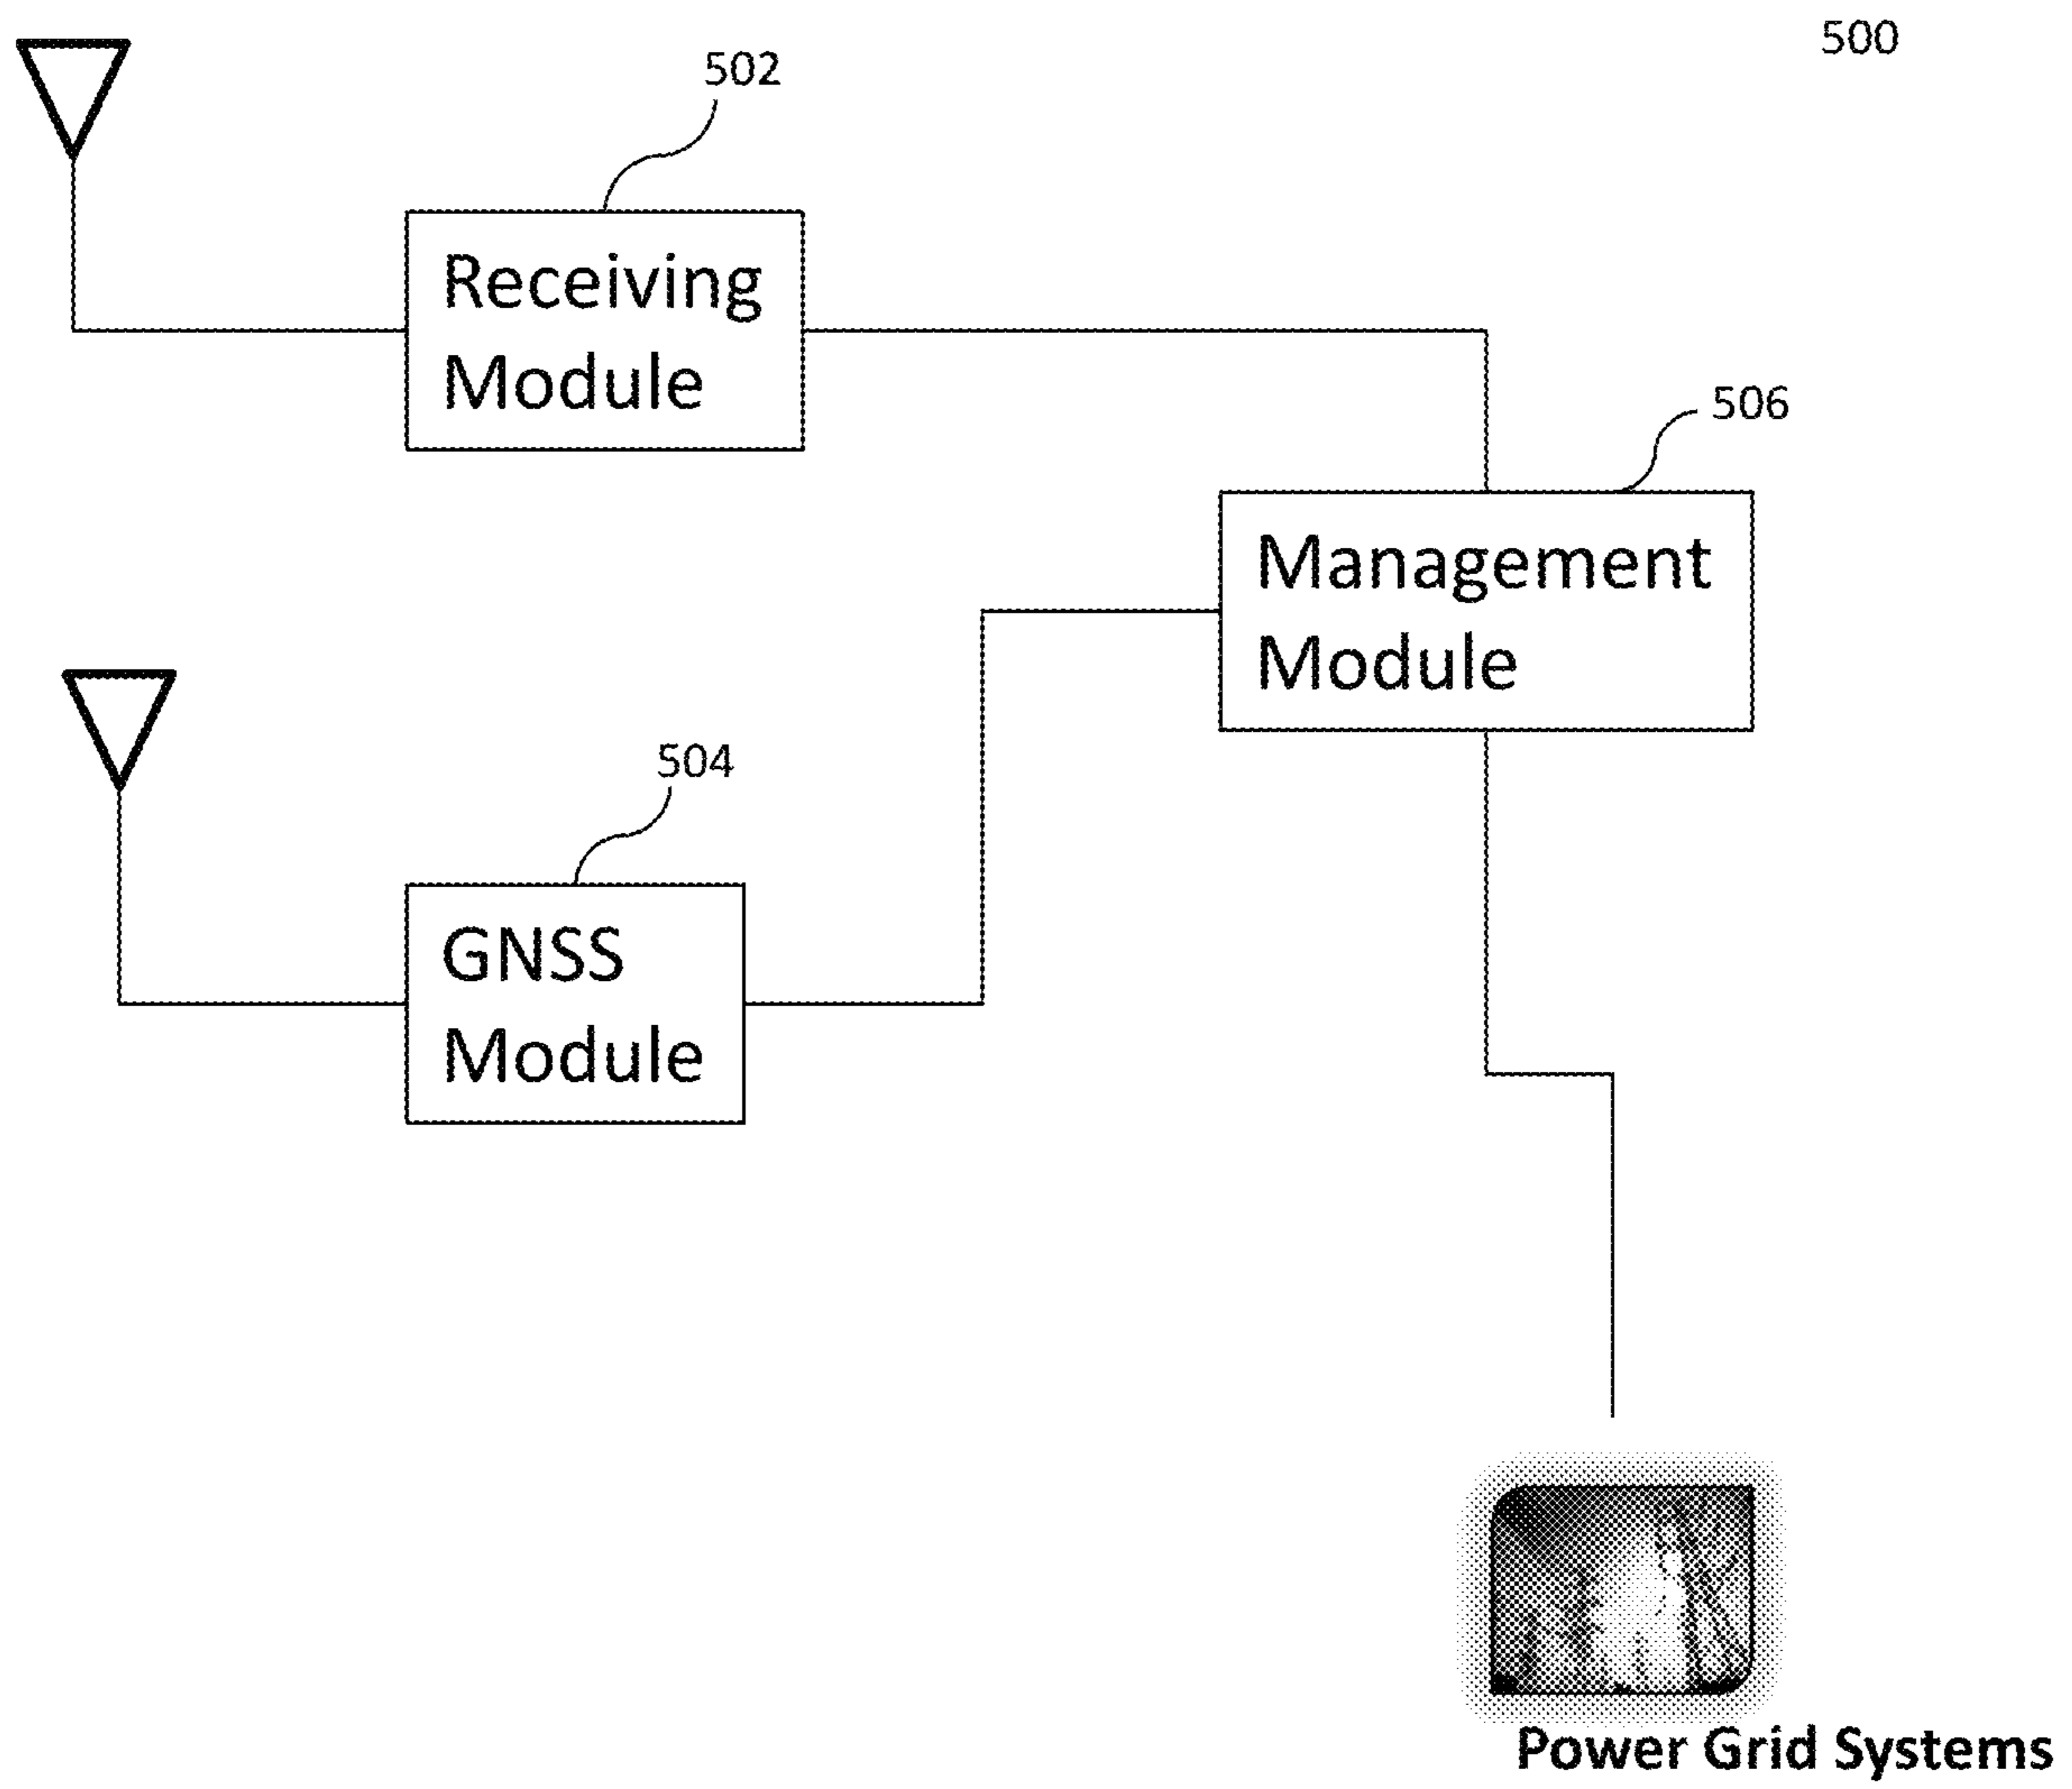 500
502
Receiving
Module
506
Management
Module
504
GNSS
Module
Power Grid Systems